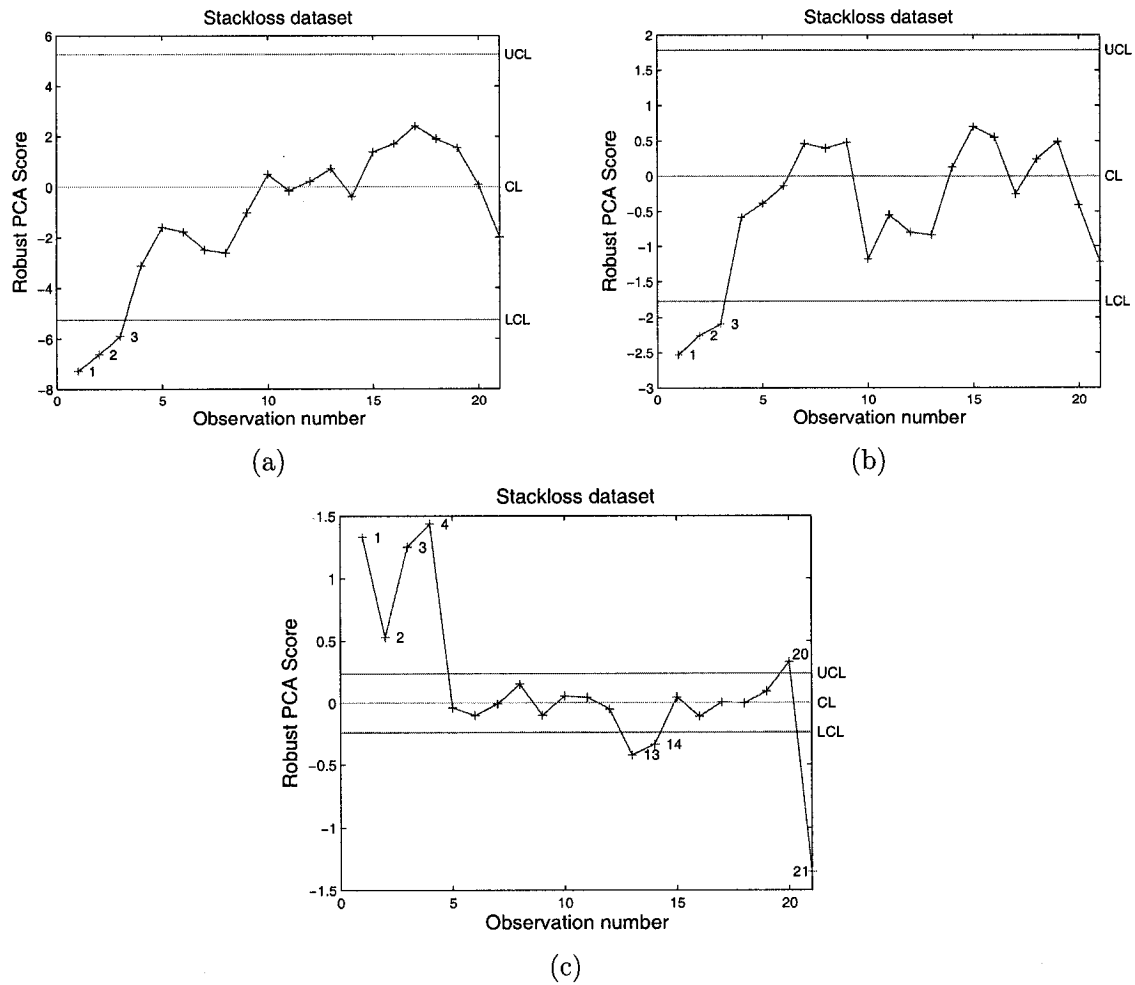 Stackloss dataset
6
4
2
0
−2
−4
−6
−8
Robust PCA Score
UCL
CL
LCL
1
2
3
0
5
10
15
20
Observation number
(a)
Stackloss dataset
2
1.5
1
0.5
0
−0.5
−1
−1.5
−2
−2.5
−3
Robust PCA Score
UCL
CL
LCL
1
2
3
0
5
10
15
20
Observation number
(b)
Stackloss dataset
1.5
1
0.5
0
−0.5
−1
−1.5
Robust PCA Score
1
2
3
4
13
14
20
21
UCL
CL
LCL
0
5
10
15
20
Observation number
(c)